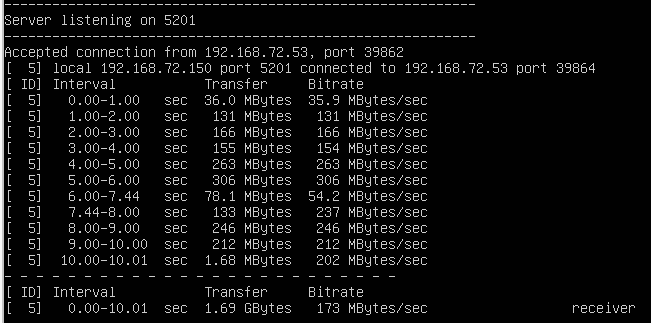 -----------------------------------------------------------
Server listening on 5201
-----------------------------------------------------------
Accepted connection from 192.168.72.53, port 39862
[  5] local 192.168.72.150 port 5201 connected to 192.168.72.53 port 39864
[ ID] Interval           Transfer     Bitrate
[  5]   0.00-1.00   sec  36.0 MBytes  35.9 MBytes/sec
[  5]   1.00-2.00   sec   131 MBytes   131 MBytes/sec
[  5]   2.00-3.00   sec   166 MBytes   166 MBytes/sec
[  5]   3.00-4.00   sec   155 MBytes   154 MBytes/sec
[  5]   4.00-5.00   sec   263 MBytes   263 MBytes/sec
[  5]   5.00-6.00   sec   306 MBytes   306 MBytes/sec
[  5]   6.00-7.44   sec  78.1 MBytes  54.2 MBytes/sec
[  5]   7.44-8.00   sec   133 MBytes   237 MBytes/sec
[  5]   8.00-9.00   sec   246 MBytes   246 MBytes/sec
[  5]   9.00-10.00  sec   212 MBytes   212 MBytes/sec
[  5]  10.00-10.01  sec  1.68 MBytes   202 MBytes/sec
- - - - - - - - - - - - - - - - - - - - - - - - -
[ ID] Interval           Transfer     Bitrate
[  5]   0.00-10.01  sec  1.69 GBytes   173 MBytes/sec                  receiver